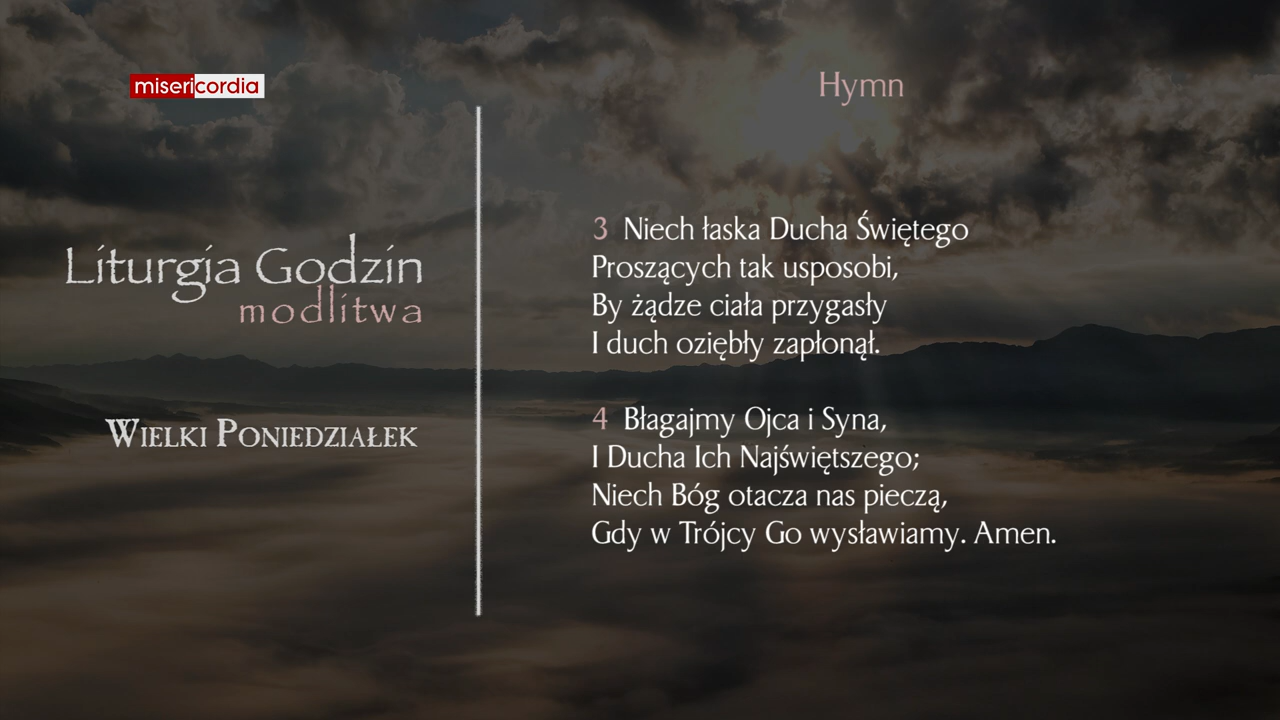 misericordia
Liturgia Godzin
modlitwa
Wielki Poniedziałek
Hymn
3 Niech łaska Ducha Świętego
Proszących tak usposobi,
By żądze ciała przygasły
I duch oziębły zapłonął.
4 Błagajmy Ojca i Syna,
I Ducha Ich Najświętszego;
Niech Bóg otacza nas pieczą,
Gdy w Trójcy Go wysławiamy. Amen.